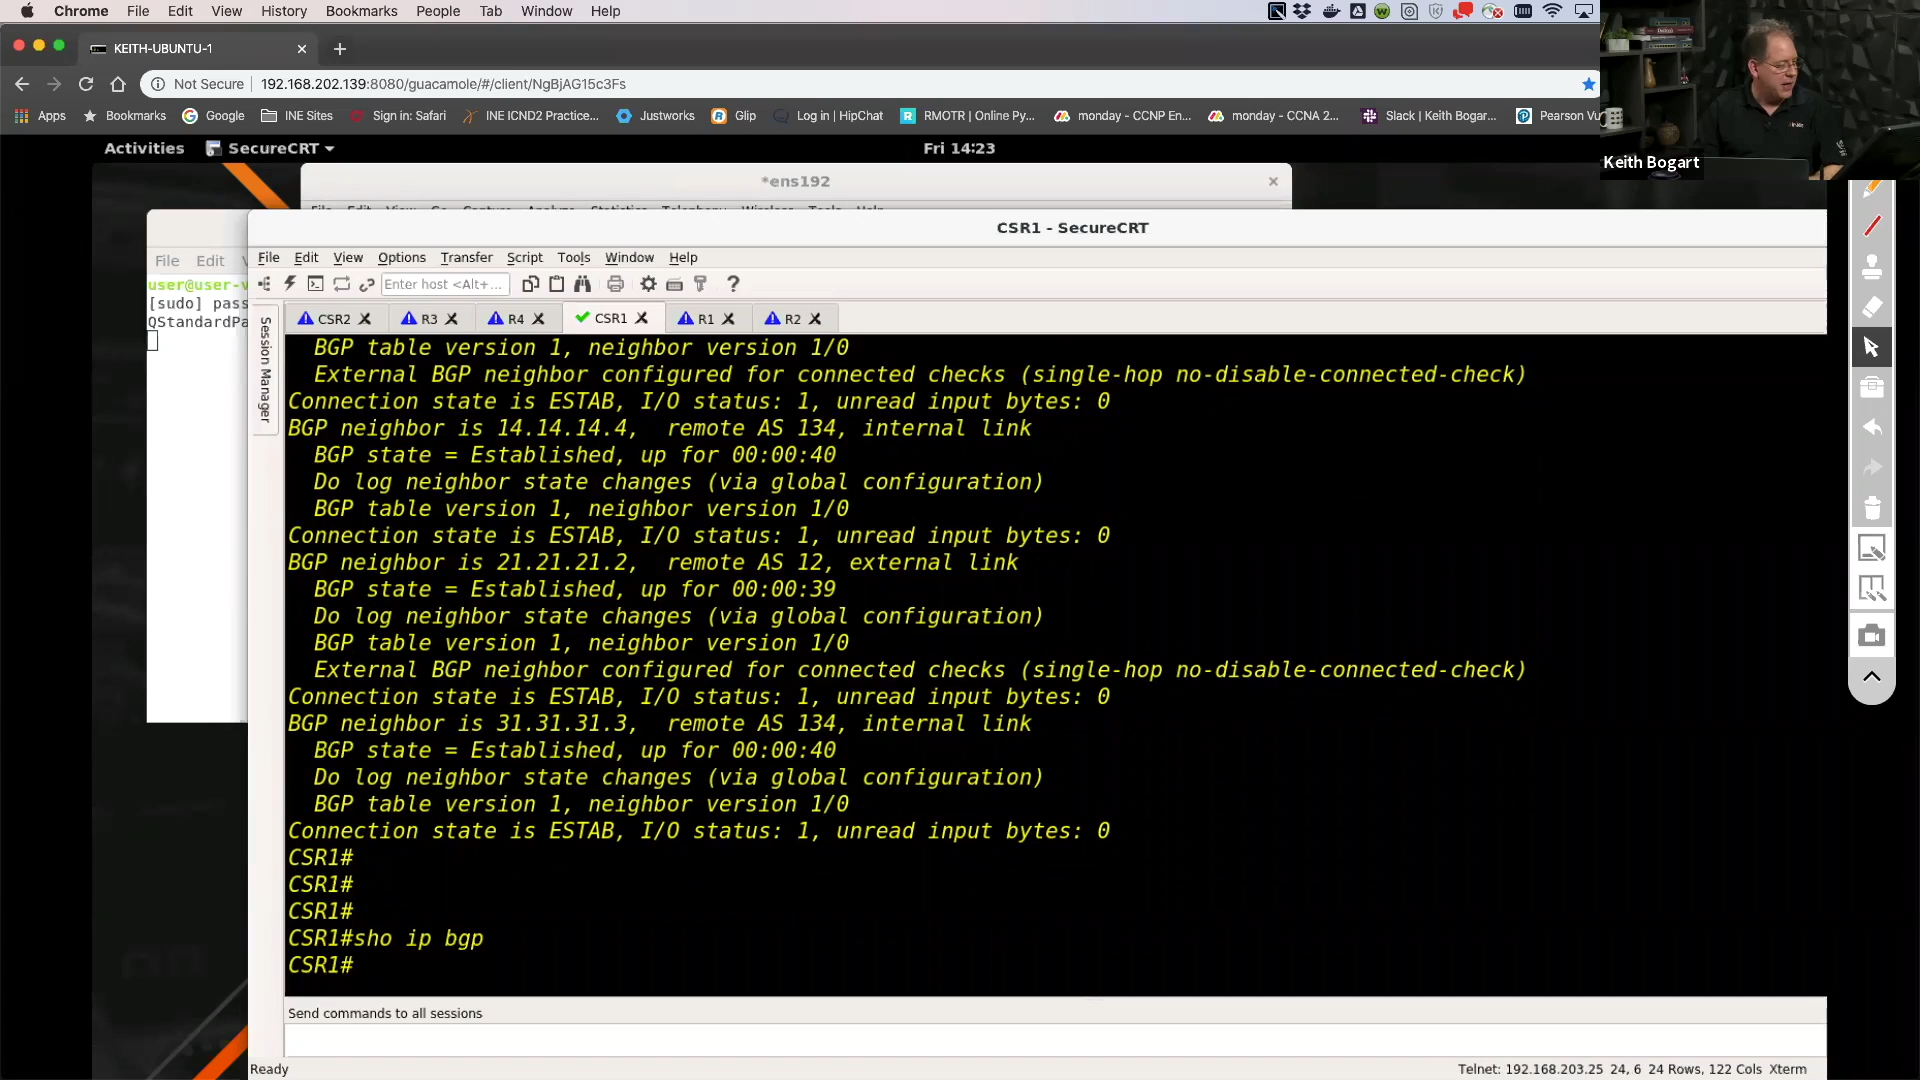 Chrome File Edit View History Bookmarks People Tab Window Help
KEITH-UBUNTU-1
Not Secure 192.168.202.139:8080/guacamole/#/client/NgBjAG15c3Fs
Apps Bookmarks Google INE Sites Sign in: Safari INE ICND2 Practice... Justworks Glip Log in | HipChat RMOTR | Online Py... monday - CCNP En... monday - CCNA 2... Slack | Keith Bogar... Pearson Vu
Keith Bogart
Activities SecureCRT Fri 14:23
*ens192
File Edit View Go Capture Analyze Statistics Telephony Wireless Tools Help
CSR1 - SecureCRT
File Edit V
user@user-v
[sudo] pass
QStandardPa
File Edit View Options Transfer Script Tools Window Help
Enter host <Alt+...
Session Manager
CSR2 R3 R4 CSR1 R1 R2
BGP table version 1, neighbor version 1/0
External BGP neighbor configured for connected checks (single-hop no-disable-connected-check)
Connection state is ESTAB, I/O status: 1, unread input bytes: 0
BGP neighbor is 14.14.14.4, remote AS 134, internal link
BGP state = Established, up for 00:00:40
Do log neighbor state changes (via global configuration)
BGP table version 1, neighbor version 1/0
Connection state is ESTAB, I/O status: 1, unread input bytes: 0
BGP neighbor is 21.21.21.2, remote AS 12, external link
BGP state = Established, up for 00:00:39
Do log neighbor state changes (via global configuration)
BGP table version 1, neighbor version 1/0
External BGP neighbor configured for connected checks (single-hop no-disable-connected-check)
Connection state is ESTAB, I/O status: 1, unread input bytes: 0
BGP neighbor is 31.31.31.3, remote AS 134, internal link
BGP state = Established, up for 00:00:40
Do log neighbor state changes (via global configuration)
BGP table version 1, neighbor version 1/0
Connection state is ESTAB, I/O status: 1, unread input bytes: 0
CSR1#
CSR1#
CSR1#
CSR1#sho ip bgp
CSR1#
Send commands to all sessions
Ready Telnet: 192.168.203.25 24, 6 24 Rows, 122 Cols Xterm